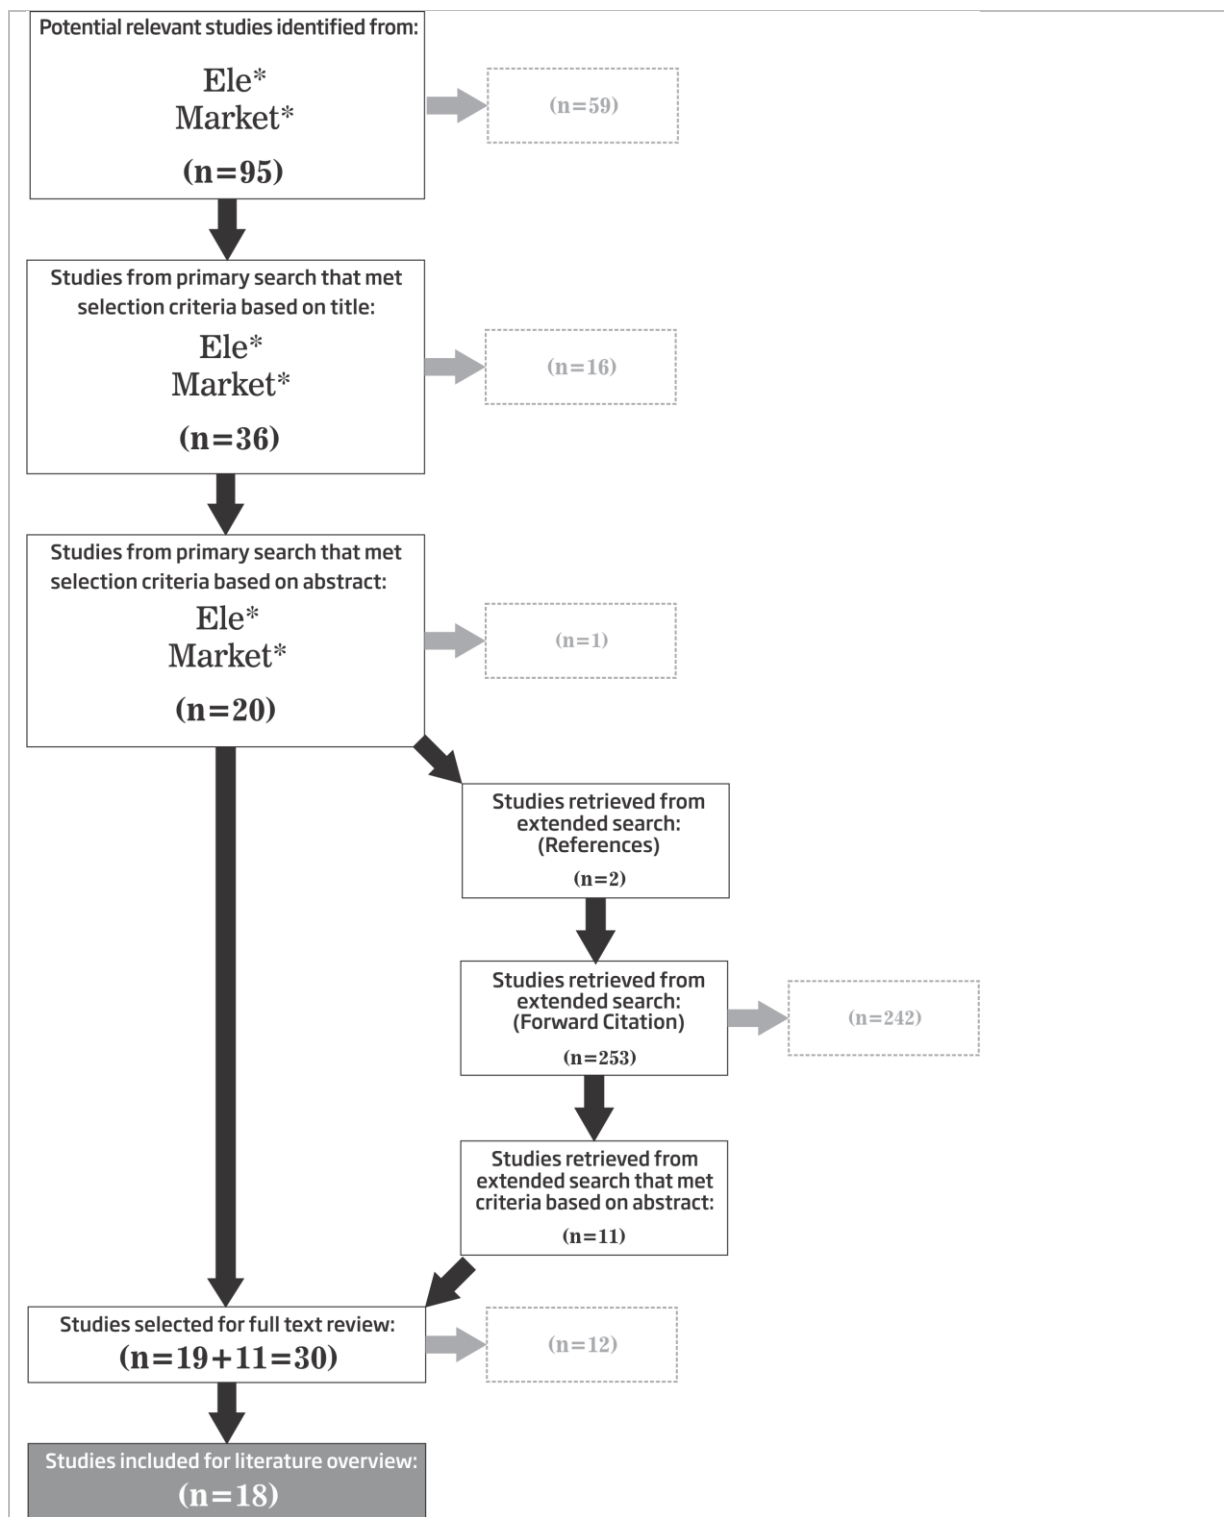 Potential relevant studies identified from:
Ele*
Market*
(n=95)
(n=59)
Studies from primary search that met
selection criteria based on title:
Ele*
Market*
(n=36)
(n=16)
Studies from primary search that met
selection criteria based on abstract:
Ele*
Market*
(n=20)
(n=1)
Studies retrieved from
extended search:
(References)
(n=2)
Studies retrieved from
extended search:
(Forward Citation)
(n=253)
(n=242)
Studies retrieved from
extended search that met
criteria based on abstract:
(n=11)
Studies selected for full text review:
(n=19+11=30)
(n=12)
Studies included for literature overview:
(n=18)